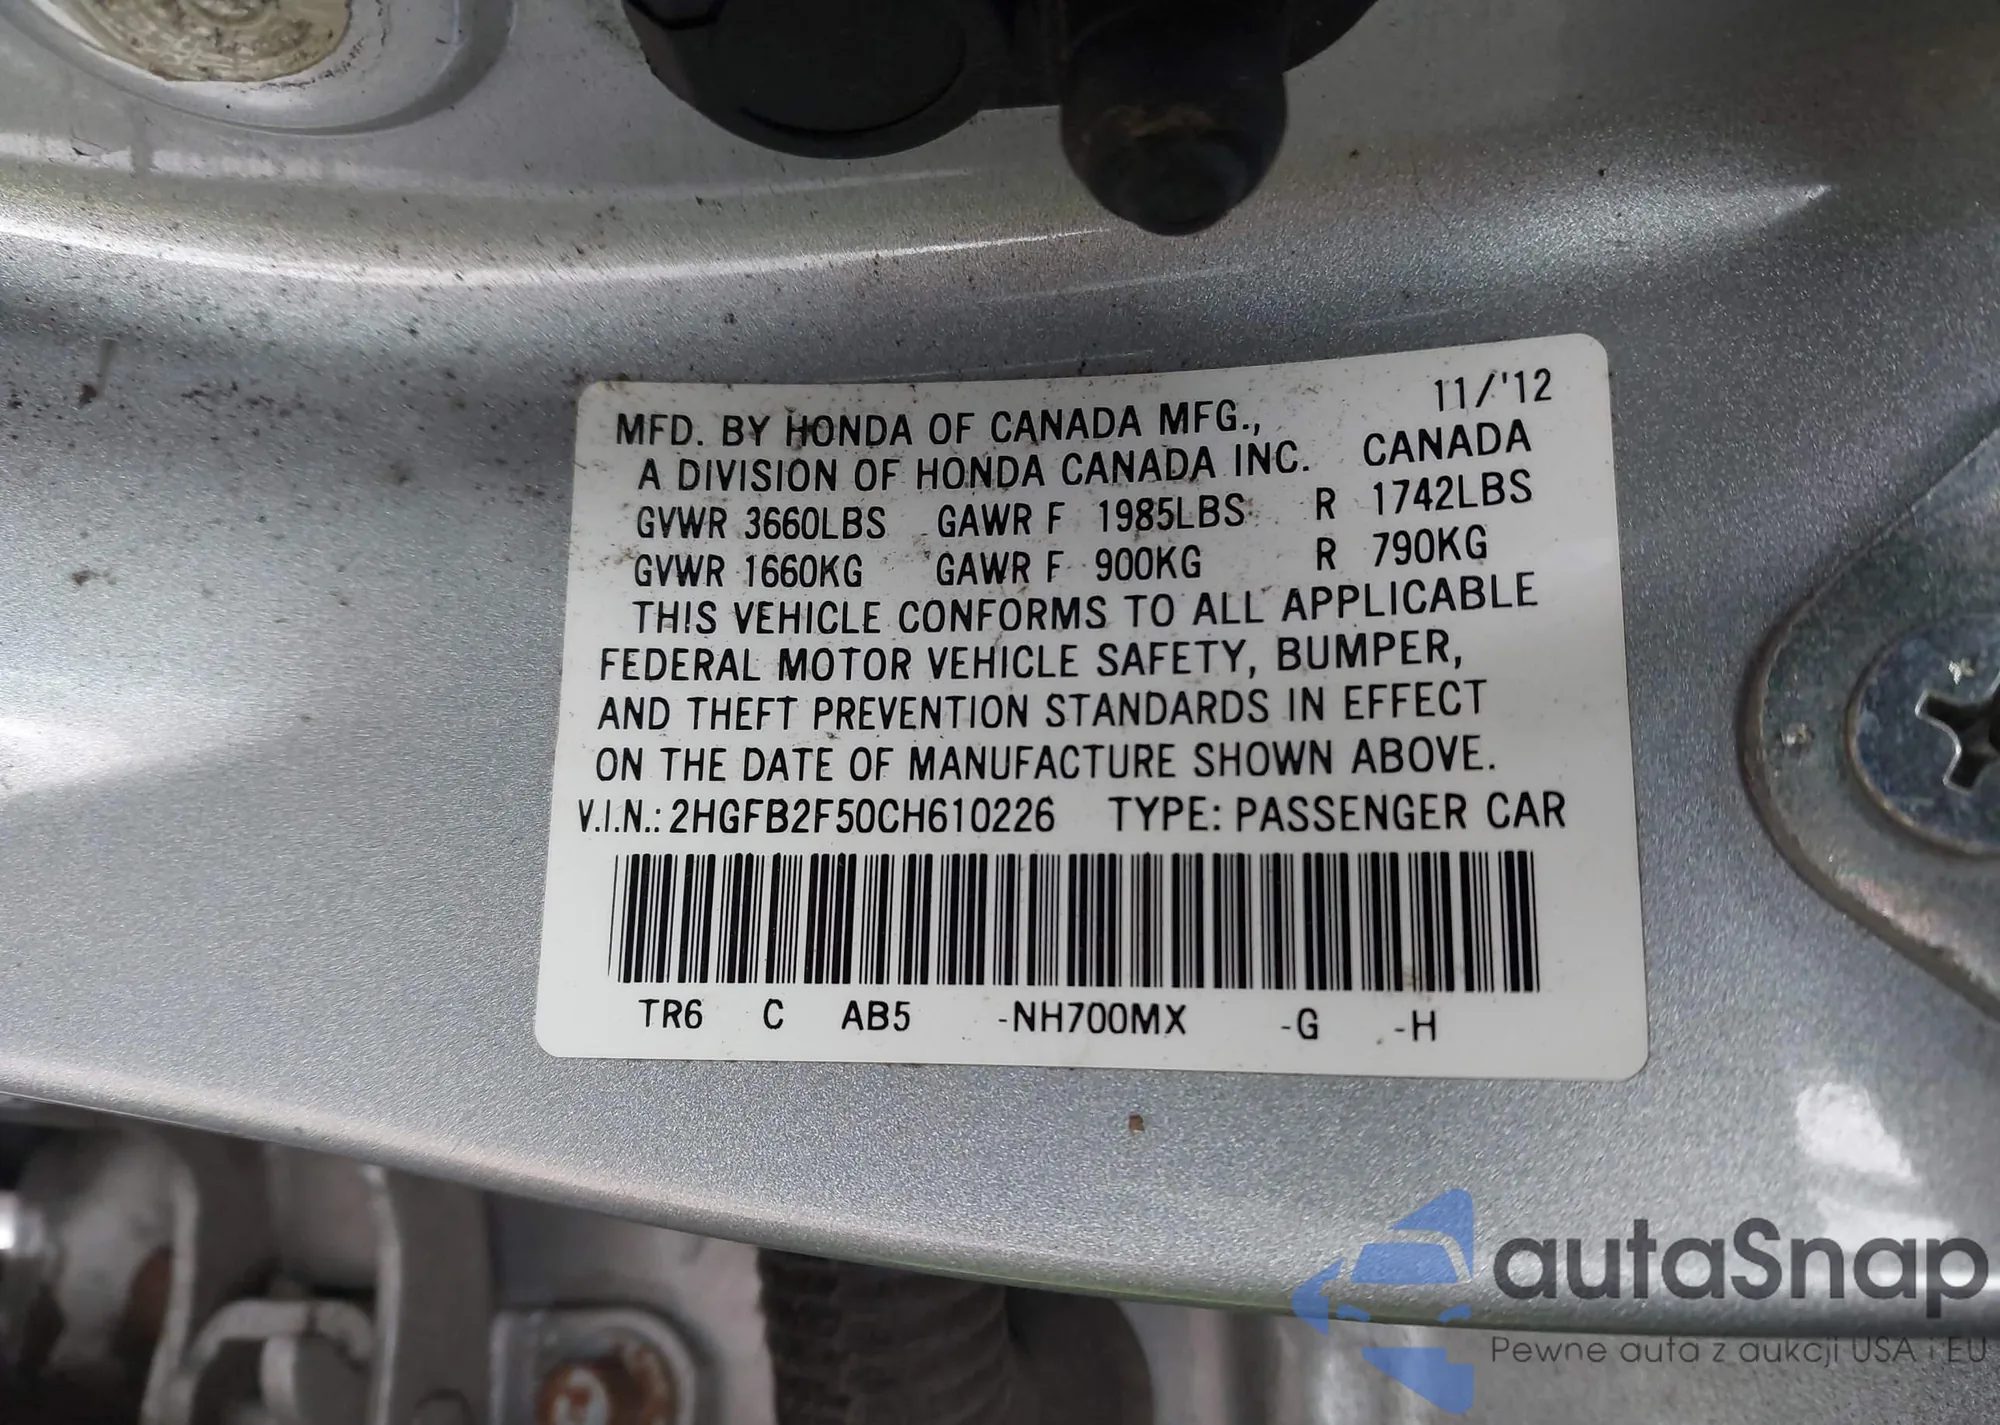 11/'12
MFD. BY HONDA OF CANADA MFG.,
A DIVISION OF HONDA CANADA INC. CANADA
GVWR 3660LBS GAWR F 1985LBS R 1742LBS
GVWR 1660KG GAWR F 900KG R 790KG
THIS VEHICLE CONFORMS TO ALL APPLICABLE
FEDERAL MOTOR VEHICLE SAFETY, BUMPER,
AND THEFT PREVENTION STANDARDS IN EFFECT
ON THE DATE OF MANUFACTURE SHOWN ABOVE.
V.I.N.: 2HGFB2F50CH610226 TYPE: PASSENGER CAR
TR6 C AB5 -NH700MX -G -H
autaSnap
Pewne auta z aukcji USA i EU